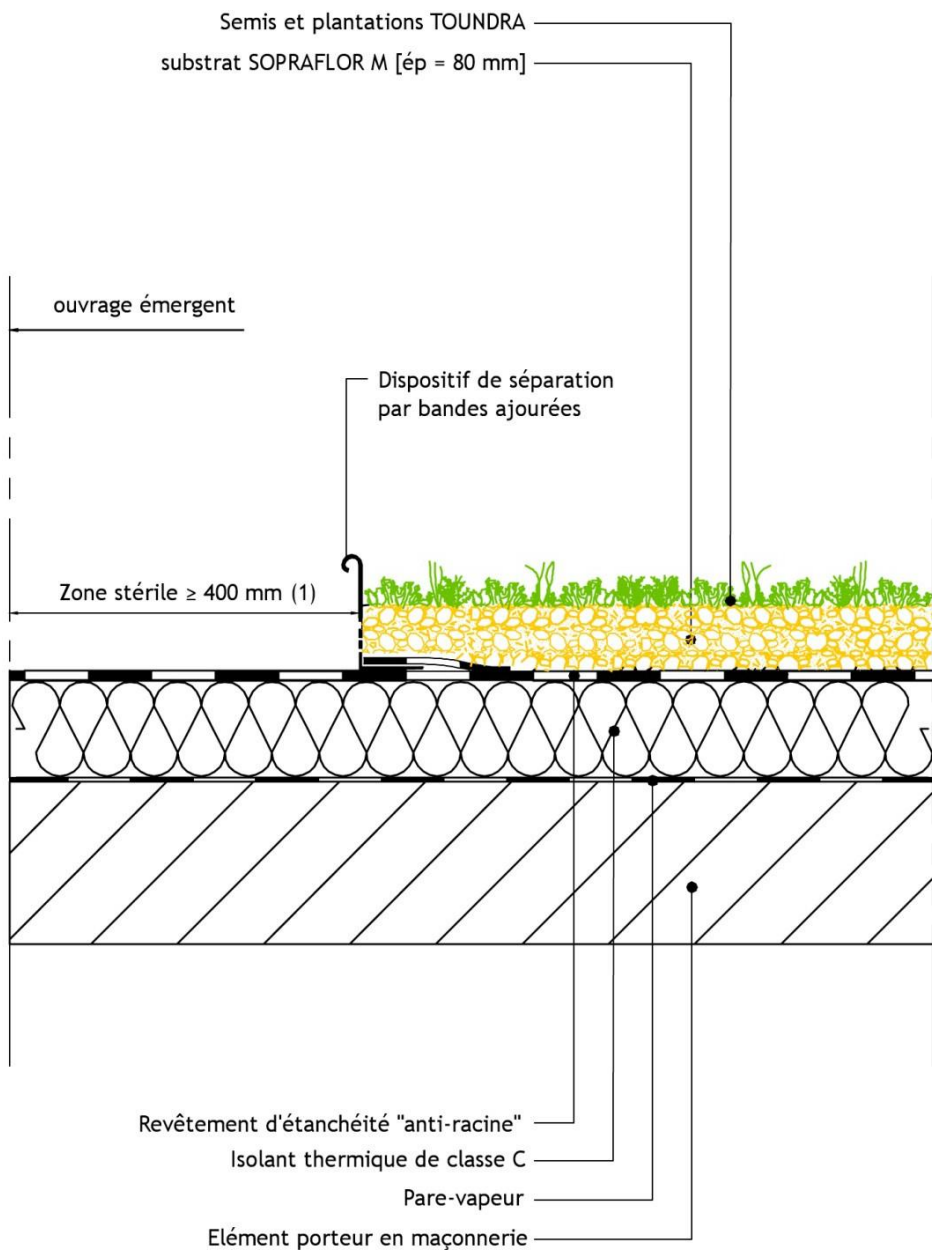 Semis et plantations TOUNDRA
substrat SOPRAFLOR M [ép = 80 mm]
ouvrage émergent
Dispositif de séparation
par bandes ajourées
Zone stérile ≥ 400 mm (1)
Revêtement d'étanchéité "anti-racine"
Isolant thermique de classe C
Pare-vapeur
Elément porteur en maçonnerie